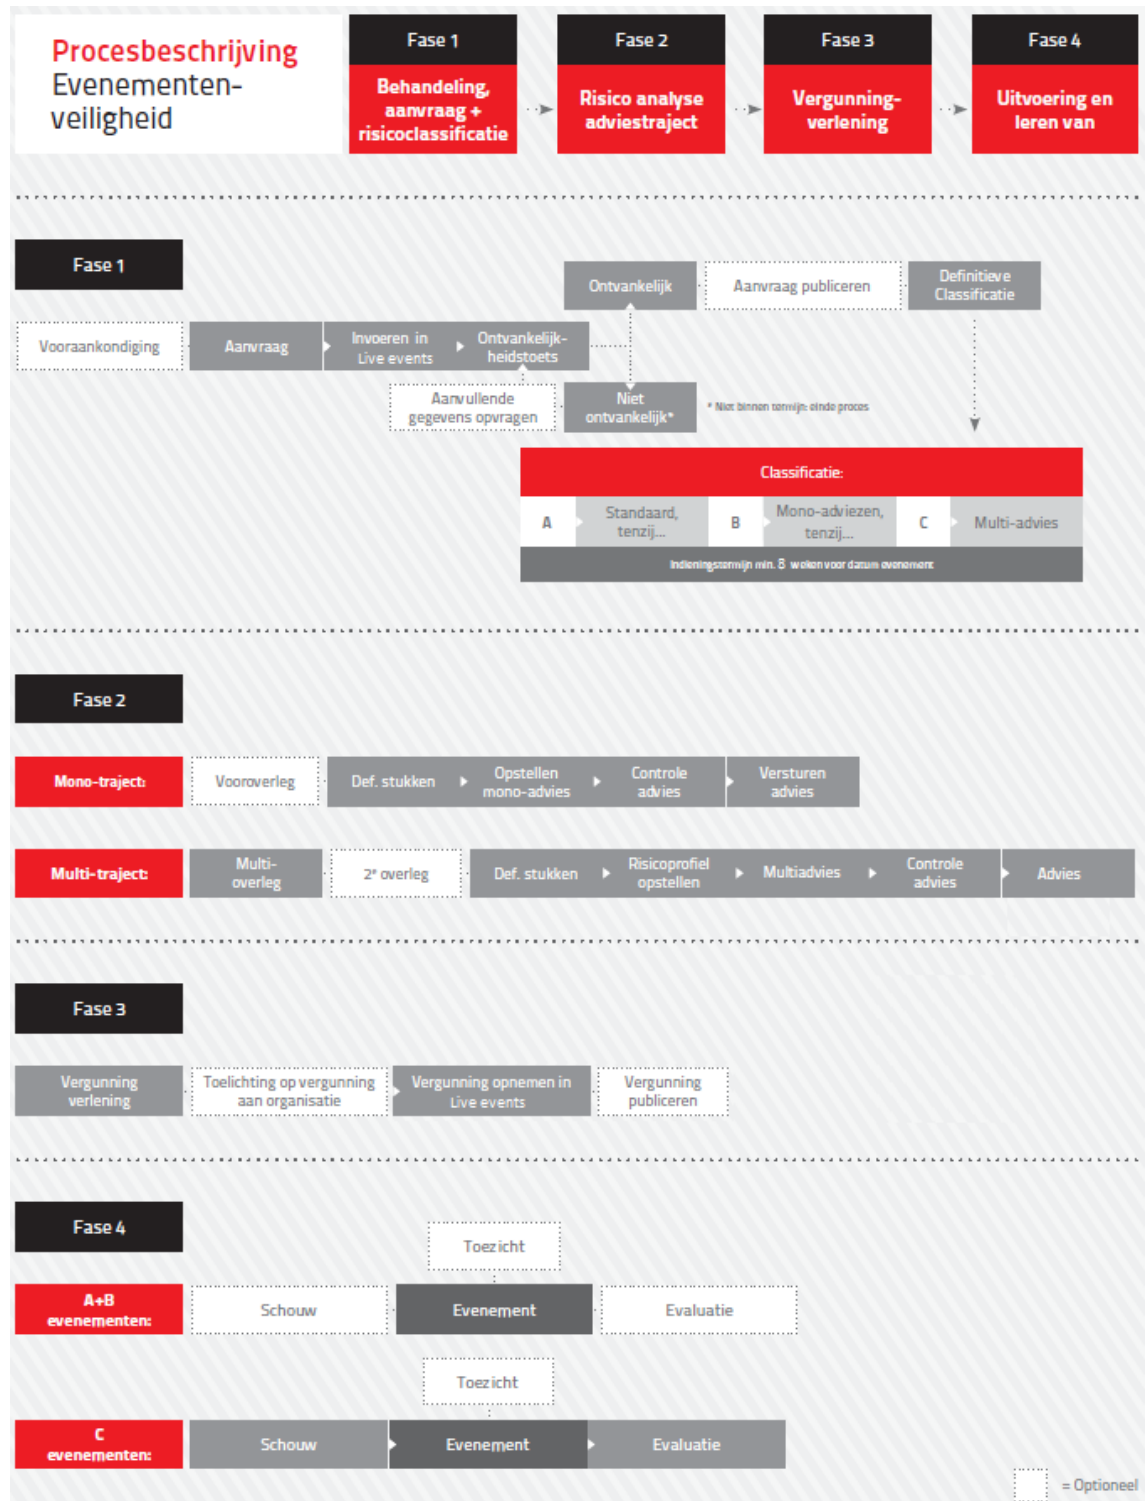 Procesbeschrijving
Evenementen-
veiligheid
Fase 1
Behandeling,
aanvraag +
risicoclassificatie
Fase 2
Risico analyse
adviestraject
Fase 3
Vergunning-
verlening
Fase 4
Uitvoering en
leren van
Fase 1
Vooraankondiging
Aanvraag
Invoeren in
Live events
Ontvankelijk-
heidstoets
Ontvankelijk
Aanvraag publiceren
Definitieve
Classificatie
Aanvullende
gegevens opvragen
Niet
ontvankelijk*
* Niet binnen termijn: einde proces
Classificatie:
A
Standaard,
tenzij...
B
Mono-adviezen,
tenzij...
C
Multi-advies
Indieningstermijn min. 8 weken voor datum evenement
Fase 2
Mono-traject:
Vooroverleg
Def. stukken
Opstellen
mono-advies
Controle
advies
Versturen
advies
Multi-traject:
Multi-
overleg
2e overleg
Def. stukken
Risicoprofiel
opstellen
Multiadvies
Controle
advies
Advies
Fase 3
Vergunning
verlening
Toelichting op vergunning
aan organisatie
Vergunning opnemen in
Live events
Vergunning
publiceren
Fase 4
Toezicht
A+B
evenementen:
Schouw
Evenement
Evaluatie
Toezicht
C
evenementen:
Schouw
Evenement
Evaluatie
= Optioneel